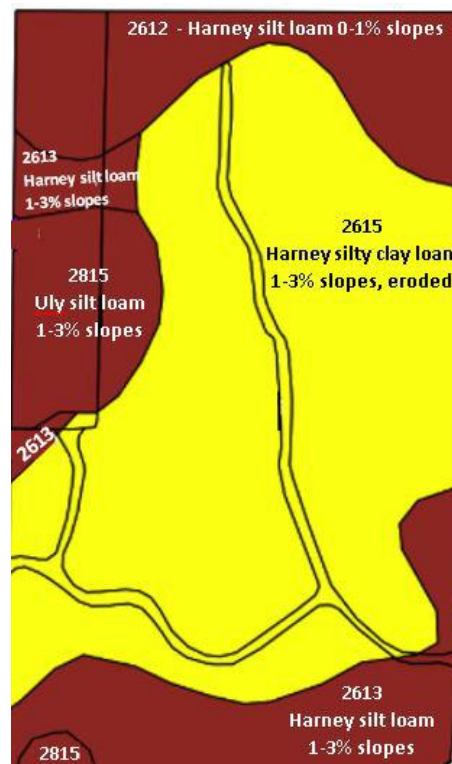 2612 - Harney silt loam 0-1% slopes
2613
Harney silt loam
1-3% slopes
2615
Harney silty clay loan
1-3% slopes, eroded
2815
Uly silt loam
1-3% slopes
2613
2613
Harney silt loam
1-3% slopes
2815